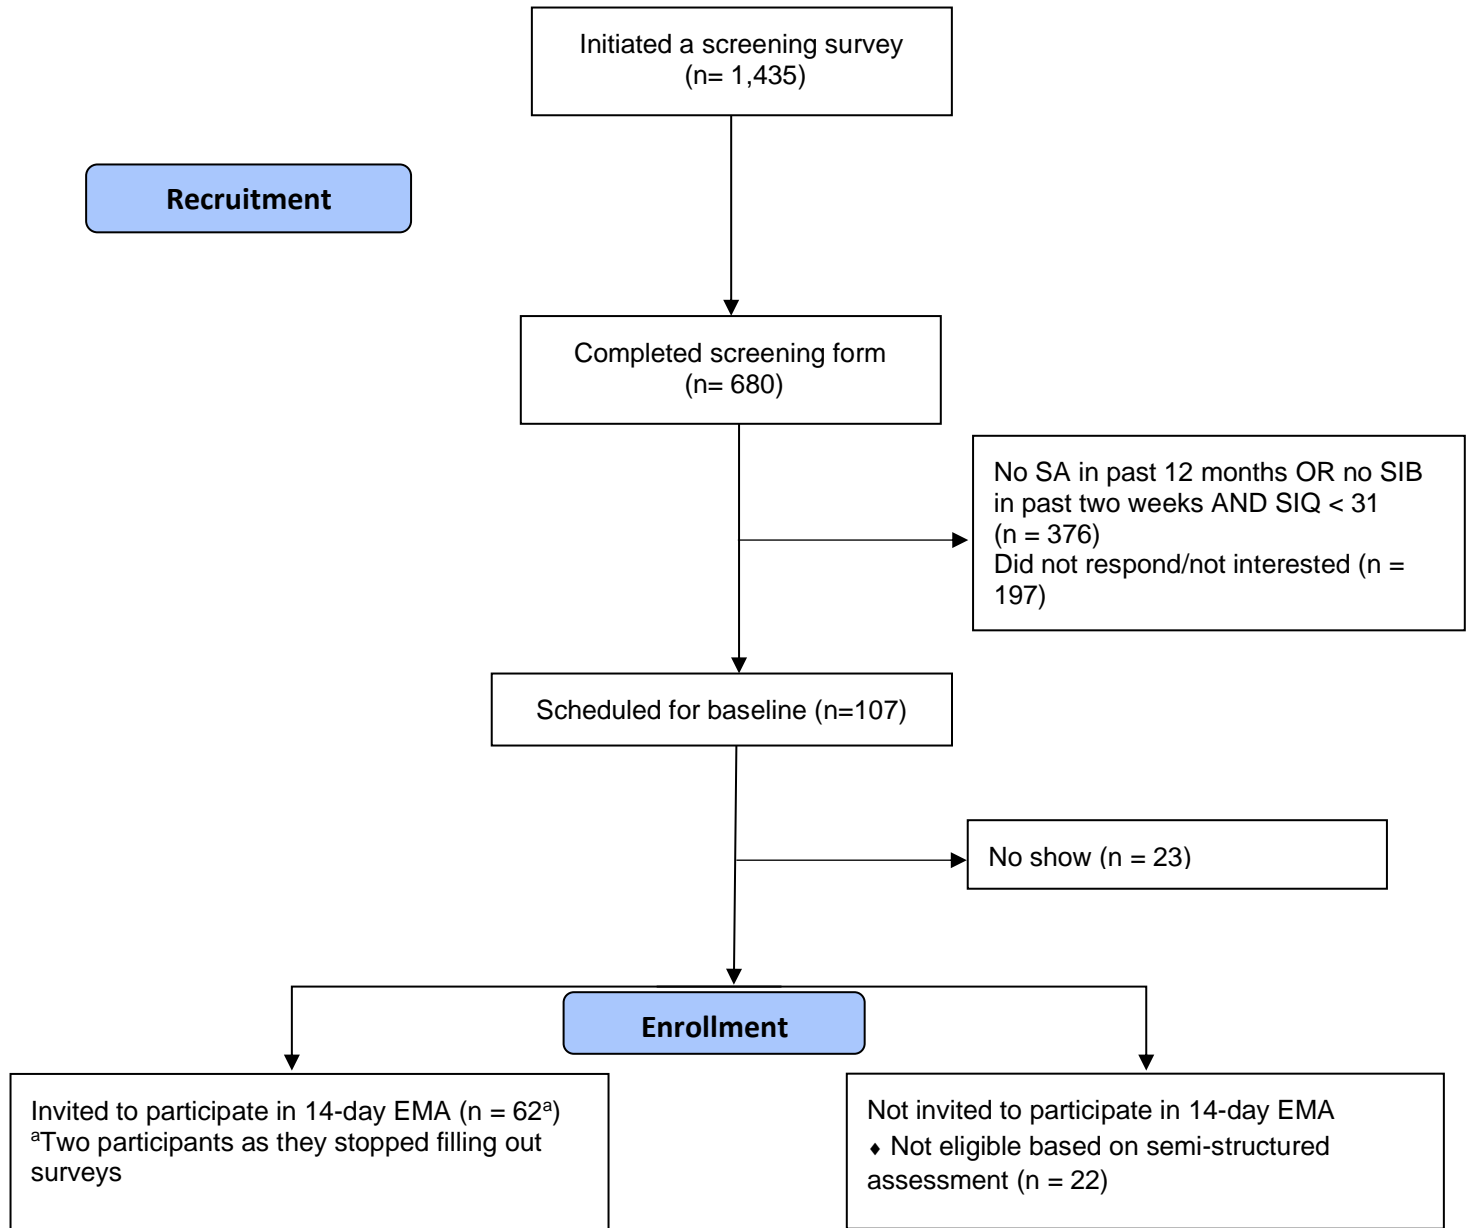 Initiated a screening survey
(n= 1,435)
Recruitment
Completed screening form
(n= 680)
No SA in past 12 months OR no SIB
in past two weeks AND SIQ < 31
(n = 376)
Did not respond/not interested (n =
197)
Scheduled for baseline (n=107)
No show (n = 23)
Enrollment
Invited to participate in 14-day EMA (n = 62ᵃ)
ᵃTwo participants as they stopped filling out
surveys
Not invited to participate in 14-day EMA
♦ Not eligible based on semi-structured
assessment (n = 22)